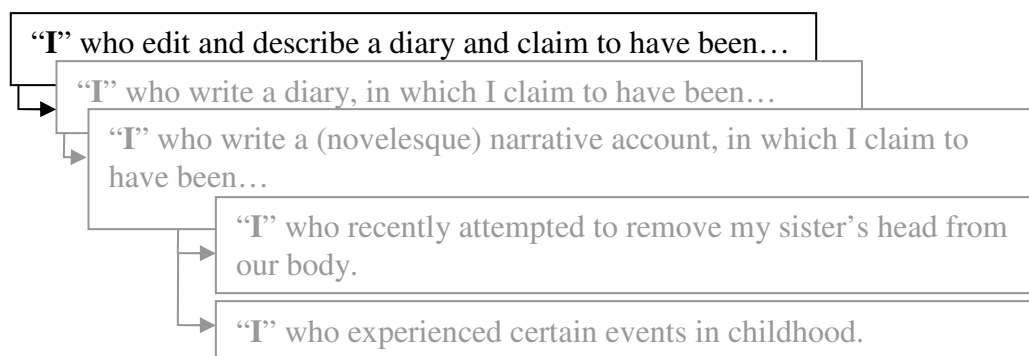 “I” who edit and describe a diary and claim to have been…
“I” who write a diary, in which I claim to have been…
“I” who write a (novelesque) narrative account, in which I claim to
have been…
“I” who recently attempted to remove my sister’s head from
our body.
“I” who experienced certain events in childhood.